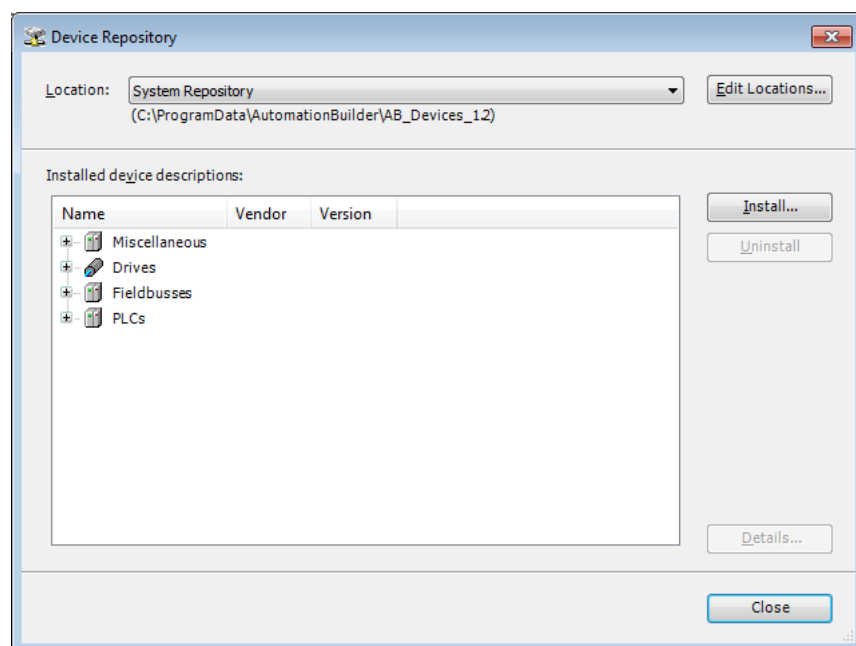 Device Repository
Location: System Repository Edit Locations...
(C:\ProgramData\AutomationBuilder\AB_Devices_1.2)
Installed device descriptions:
Name Vendor Version Install...
Miscellaneous Uninstall
Drives
Fieldbusses
PLCs
Details...
Close